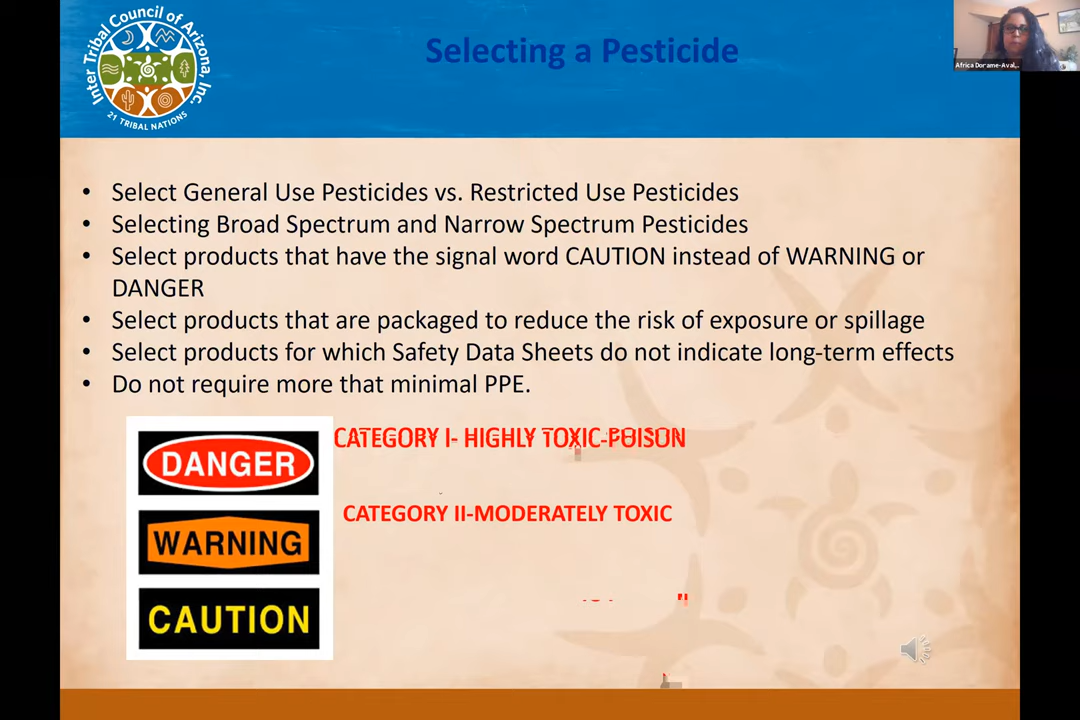 Inter Tribal Council of Arizona, Inc.
21 TRIBAL NATIONS
Selecting a Pesticide
Africa Dorame-Aval...
• Select General Use Pesticides vs. Restricted Use Pesticides
• Selecting Broad Spectrum and Narrow Spectrum Pesticides
• Select products that have the signal word CAUTION instead of WARNING or
DANGER
• Select products that are packaged to reduce the risk of exposure or spillage
• Select products for which Safety Data Sheets do not indicate long-term effects
• Do not require more that minimal PPE.
DANGER
CATEGORY I- HIGHLY TOXIC-POISON
WARNING
CATEGORY II-MODERATELY TOXIC
CAUTION